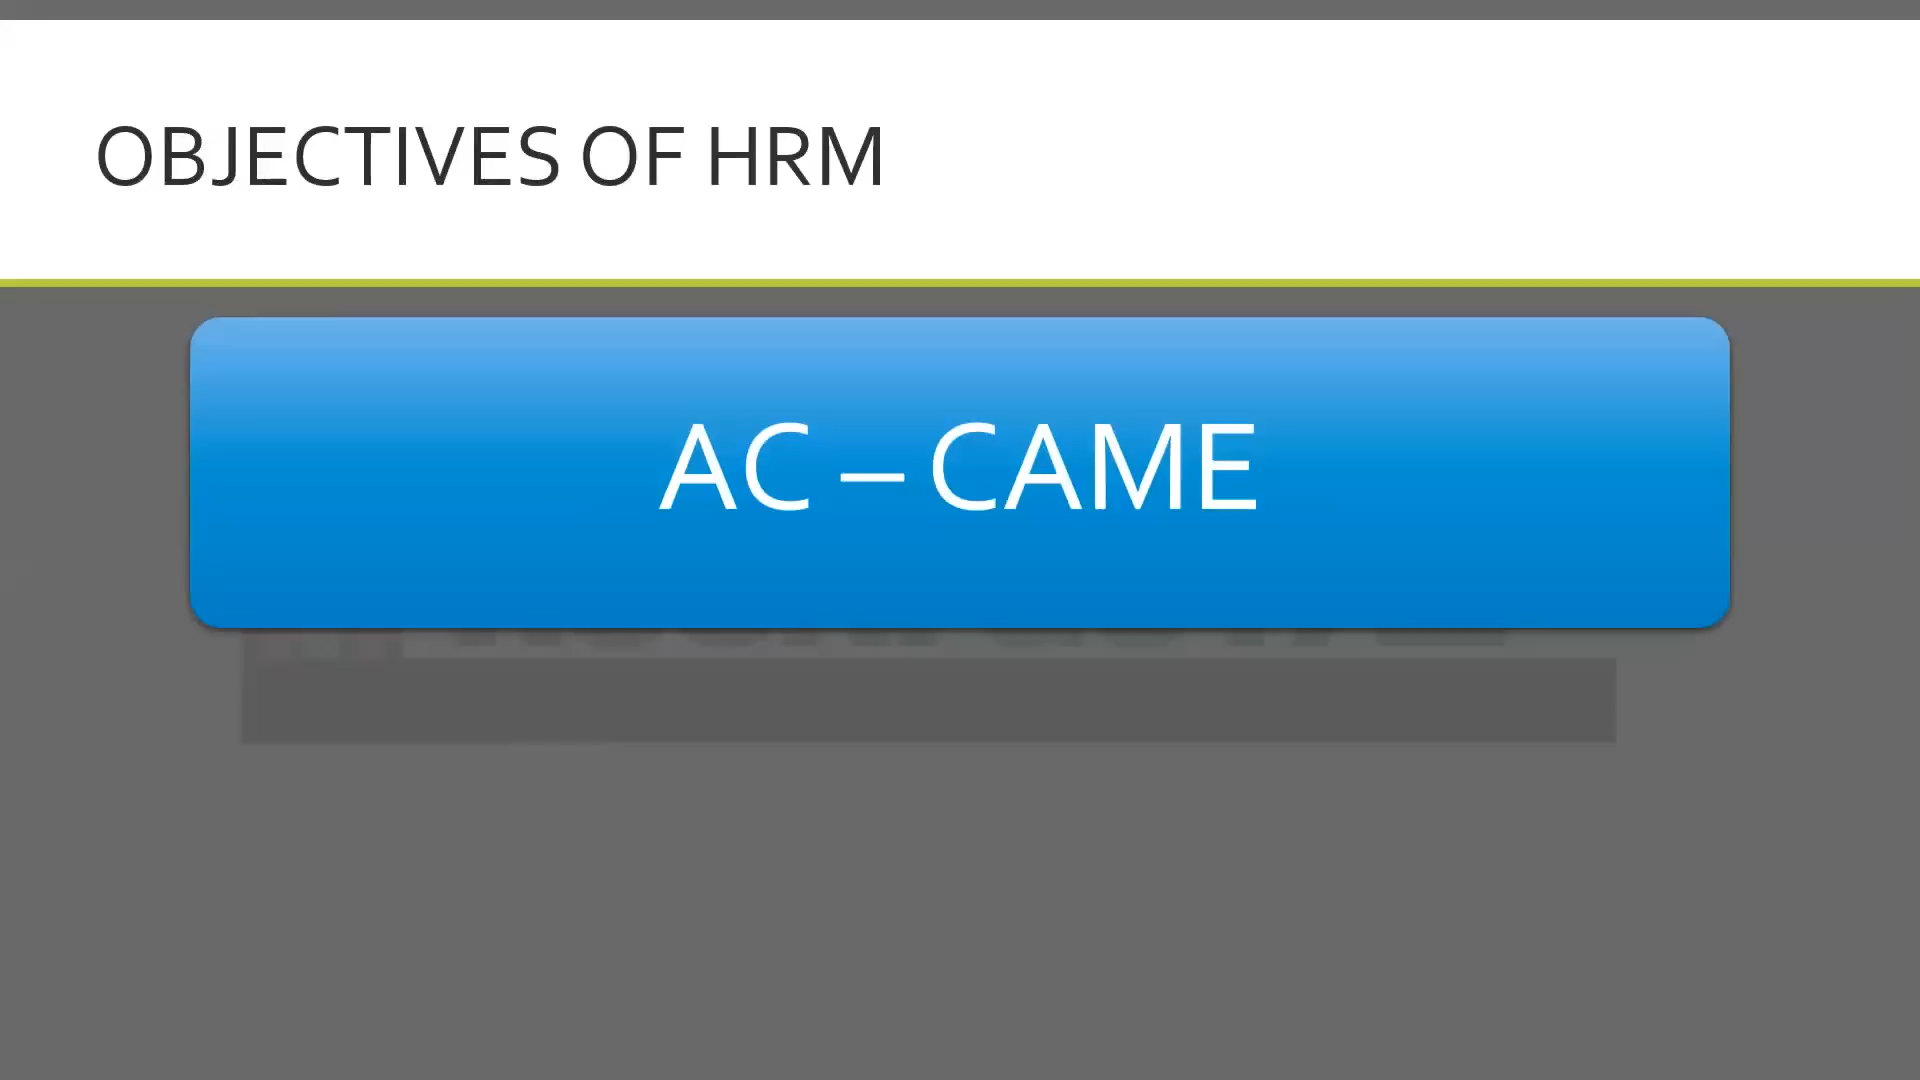 OBJECTIVES OF HRM
AC – CAME